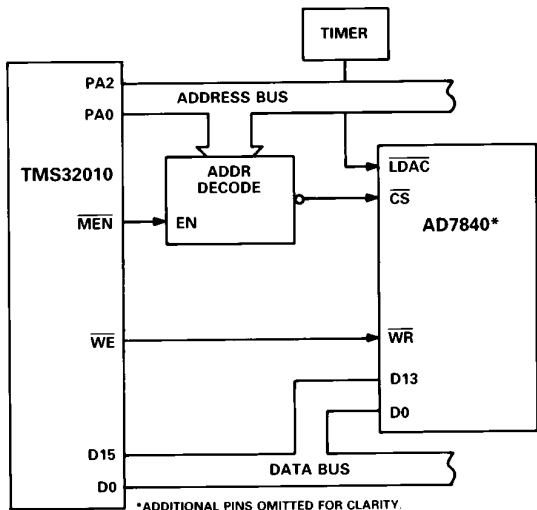 TIMER
PA2
ADDRESS BUS
PA0
TMS32010
ADDR
DECODE
LDAC
CS
AD7840*
MEN
EN
WE
WR
D13
D0
D15
DATA BUS
D0
*ADDITIONAL PINS OMITTED FOR CLARITY.